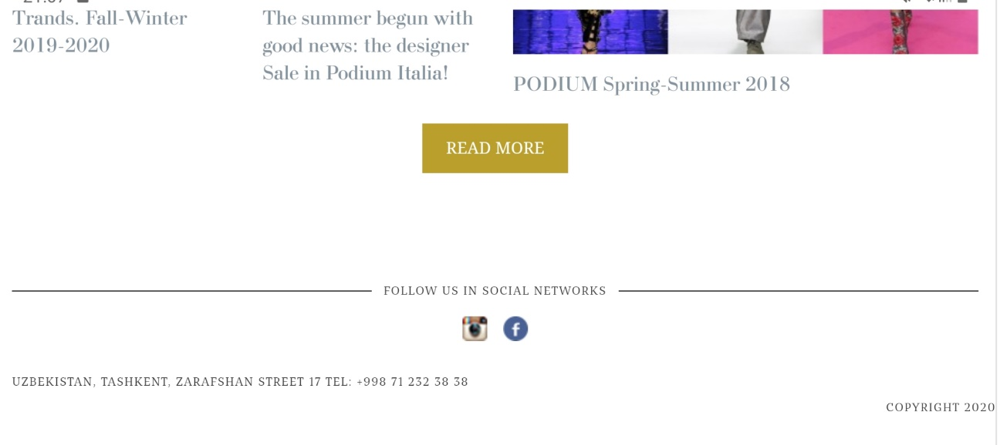 Trands. Fall-Winter
2019-2020
The summer begun with
good news: the designer
Sale in Podium Italia!
PODIUM Spring-Summer 2018
READ MORE
FOLLOW US IN SOCIAL NETWORKS
UZBEKISTAN, TASHKENT, ZARAFSHAN STREET 17 TEL: +998 71 232 38 38
COPYRIGHT 2020